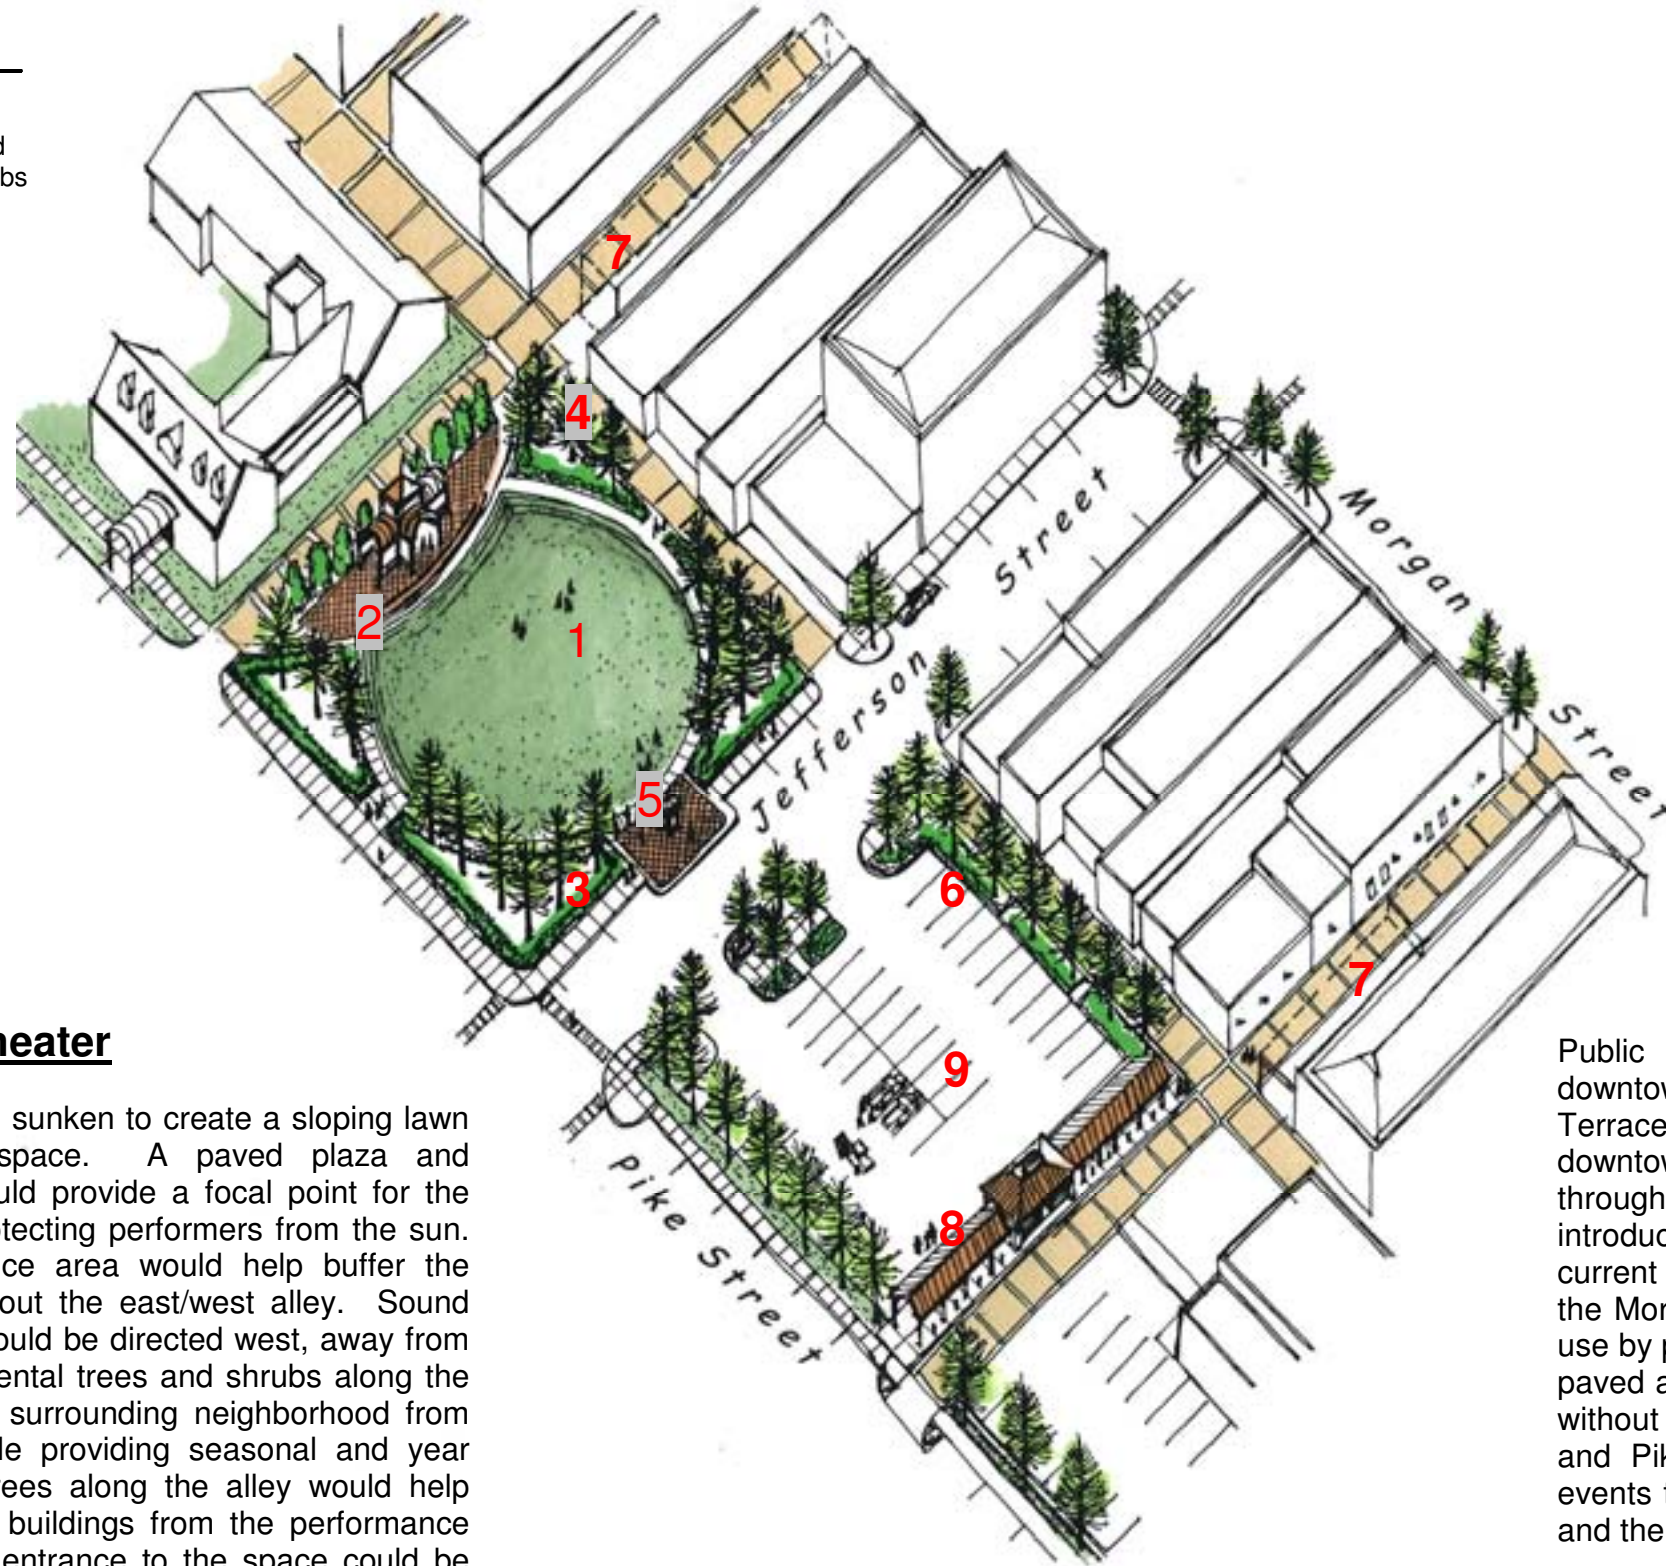 d
bs
7
4
Street
Morgan
2
1
Jefferson
Street
5
3
6
7
9
Pike Street
8
heater
sunken to create a sloping lawn
space. A paved plaza and
uld provide a focal point for the
otecting performers from the sun.
ce area would help buffer the
out the east/west alley. Sound
ould be directed west, away from
ental trees and shrubs along the
surrounding neighborhood from
le providing seasonal and year
rees along the alley would help
buildings from the performance
entrance to the space could be
Public
downtow
Terrace
downtow
through
introduc
current
the Mor
use by p
paved a
without
and Pik
events f
and the